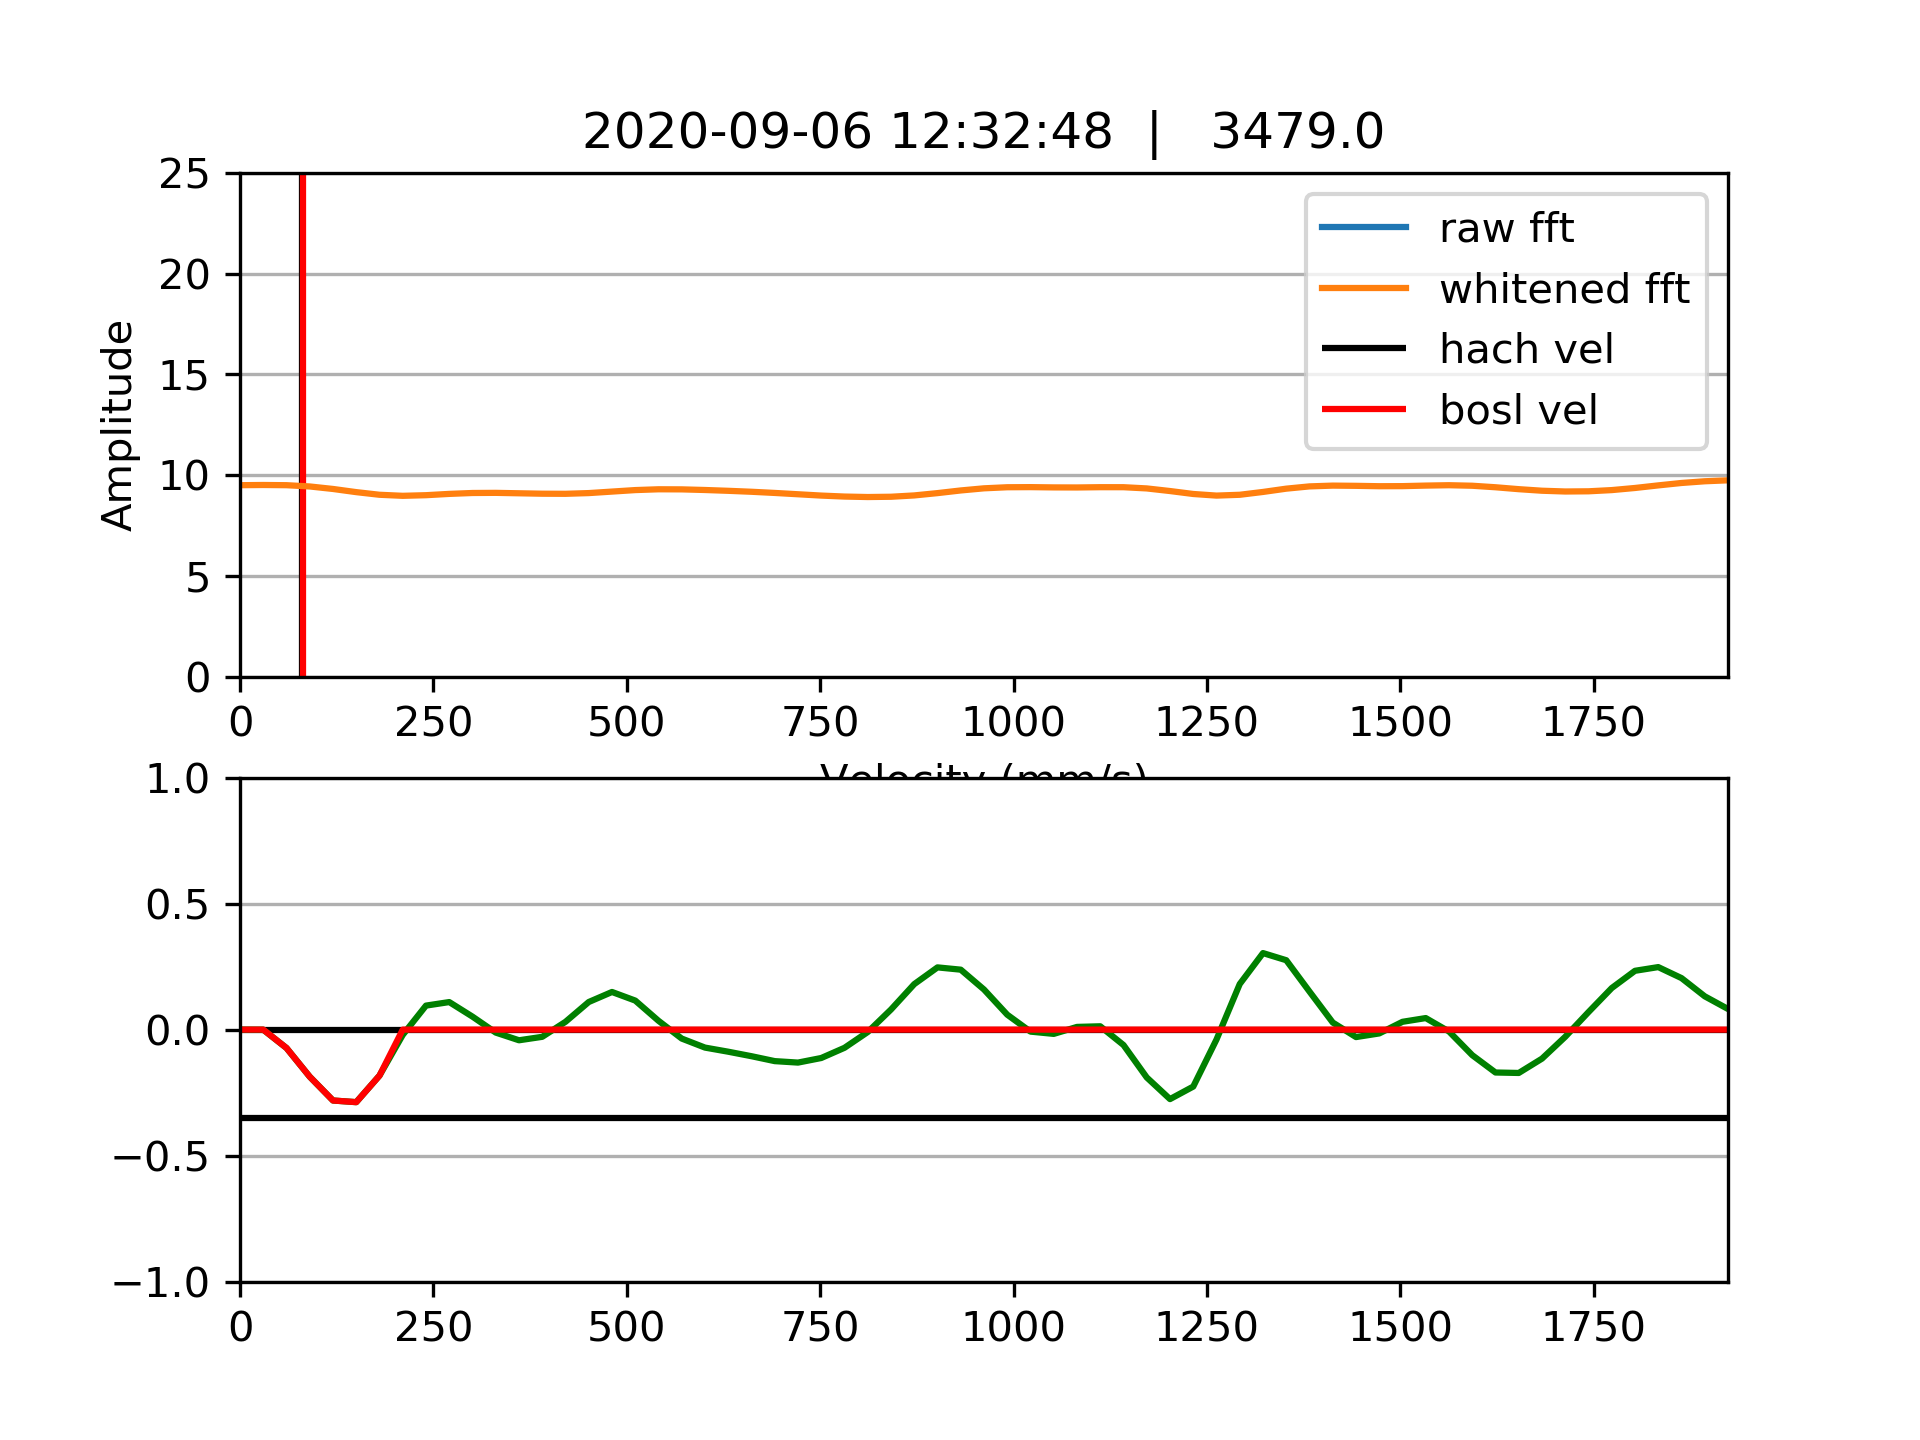 2020-09-06 12:32:48 | 3479.0
25
20
15
10
5
0
Amplitude
raw fft
whitened fft
hach vel
bosl vel
0 250 500 750 1000 1250 1500 1750
Velocity (mm/s)
1.0
0.5
0.0
−0.5
−1.0
0 250 500 750 1000 1250 1500 1750